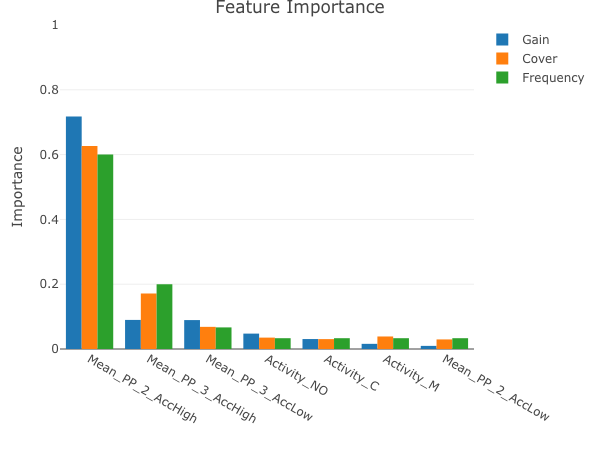 Feature Importance
1
0.8
0.6
0.4
0.2
0
Importance
Gain
Cover
Frequency
Mean_PP_2_AccHigh
Mean_PP_3_AccHigh
Mean_PP_3_AccLow
Activity_NO
Activity_C
Activity_M
Mean_PP_2_AccLow